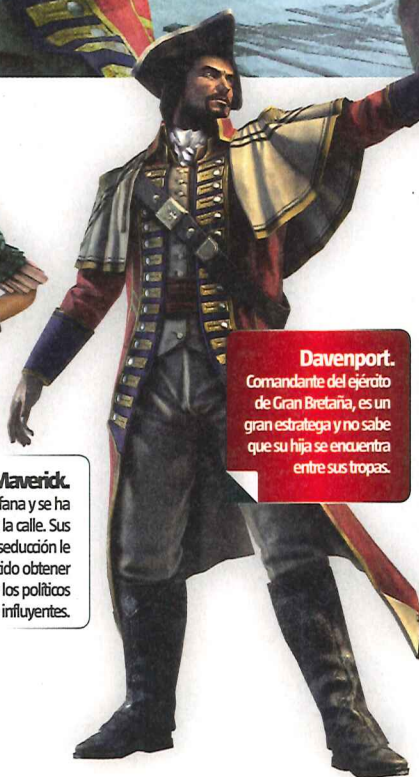 Davenport.
Comandante del ejército
de Gran Bretaña, es un
gran estratega y no sabe
que su hija se encuentra
entre sus tropas.
Maverick.
fana y se ha
la calle. Sus
seducción le
tido obtener
los políticos
influyentes.